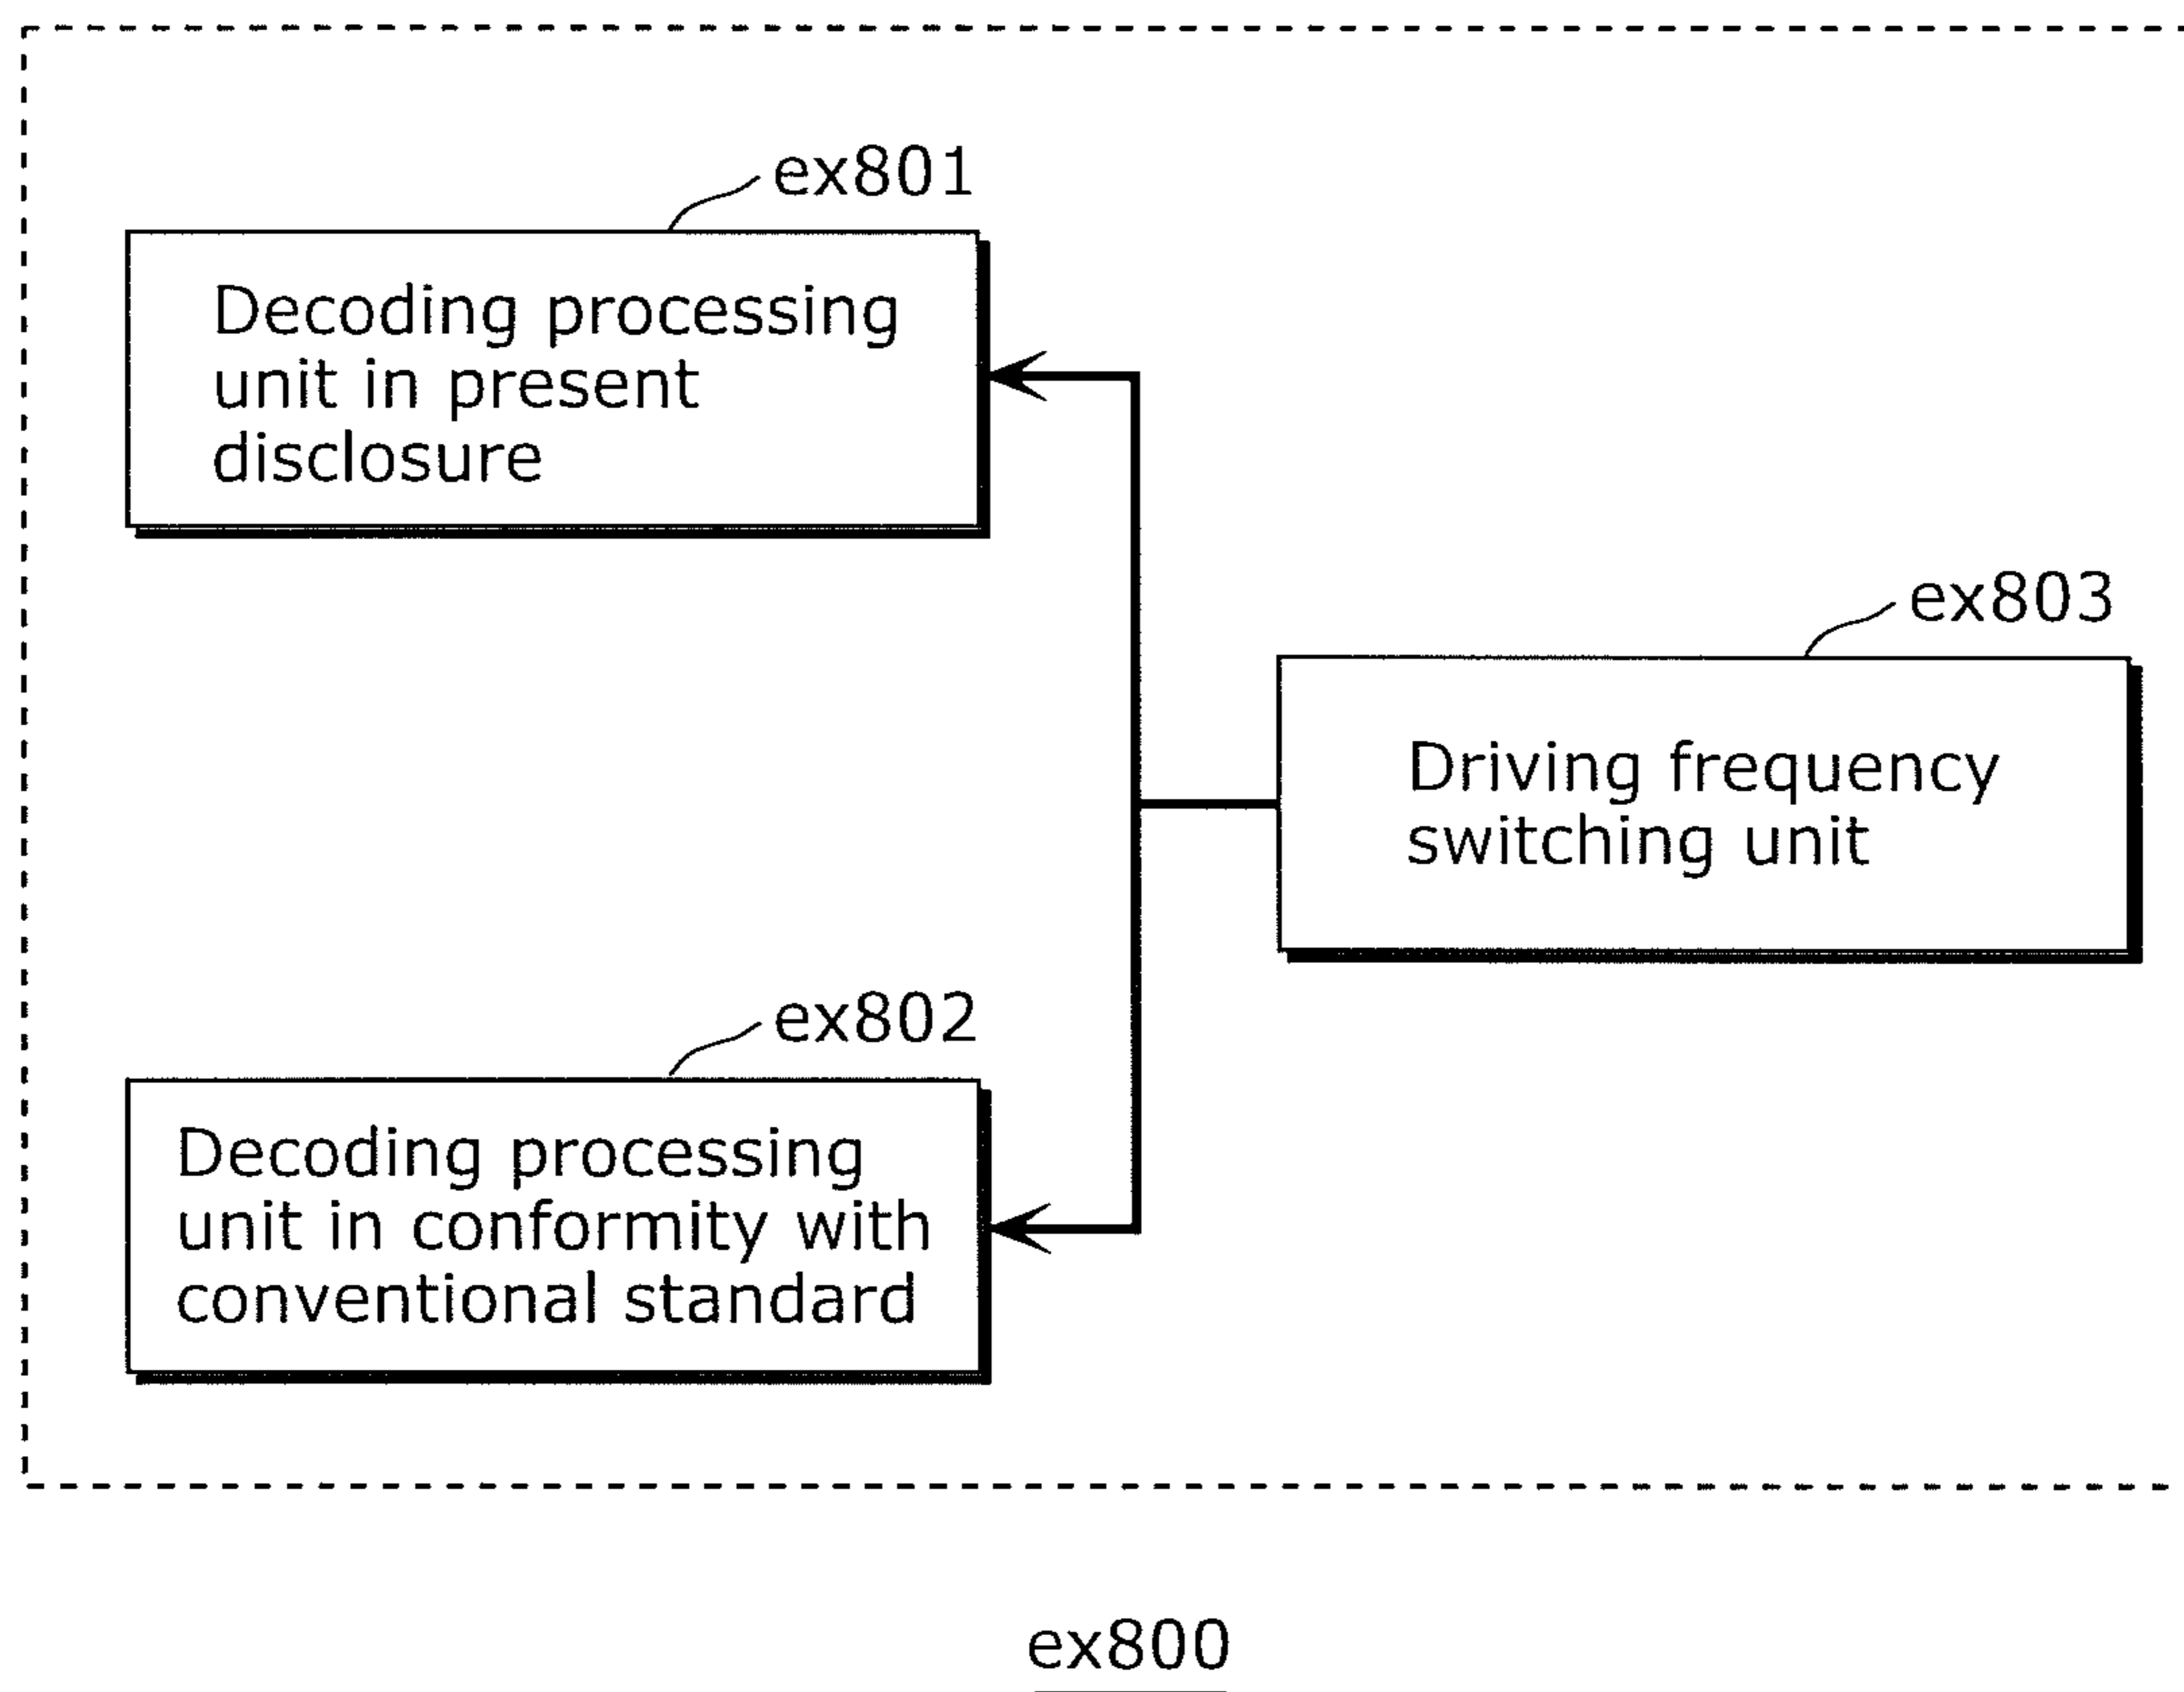 ex801
Decoding processing
unit in present
disclosure
ex803
Driving frequency
switching unit
ex802
Decoding processing
unit in conformity with
conventional standard
ex800